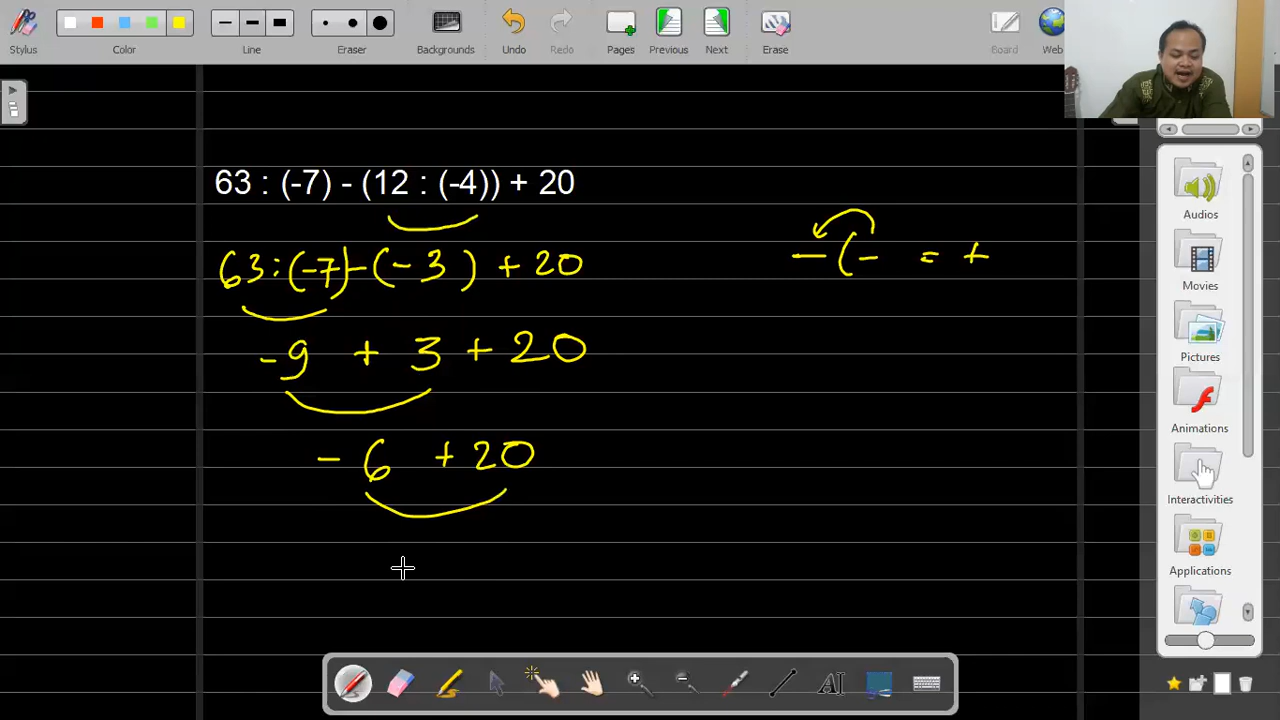 Stylus
Color
Line
Eraser
Backgrounds
Undo
Redo
Pages
Previous
Next
Erase
Board
Web
63 : (-7) - (12 : (-4)) + 20
63:(-7)-(-3) + 20
-(- = +
-9 + 3 + 20
- 6 + 20
Audios
Movies
Pictures
Animations
Interactivities
Applications
AI